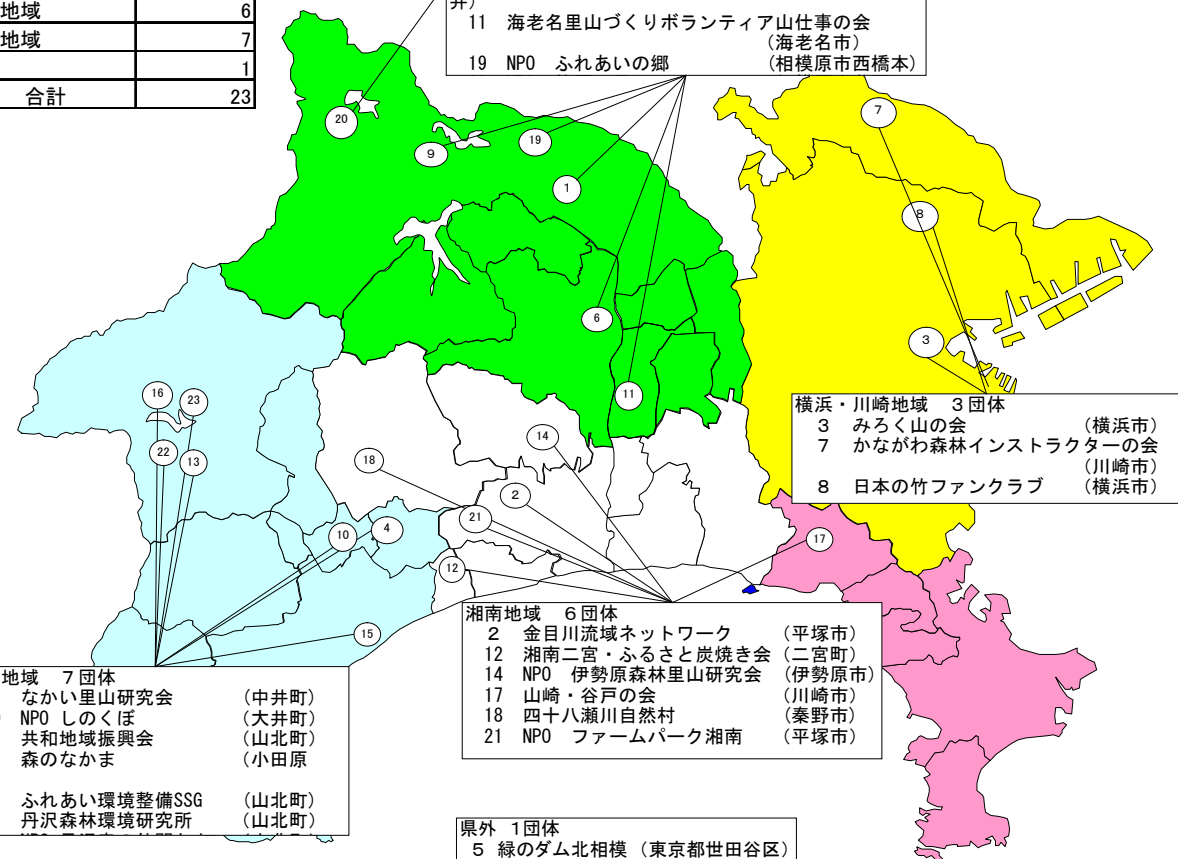 地域 6
地域 7
1
合計 23
井）
11 海老名里山づくりボランティア山仕事の会
（海老名市）
19 NPO ふれあいの郷 （相模原市西橋本）
20
9
19
1
7
8
6
3
11
16
23
22
13
18
14
2
21
10
4
12
17
15
横浜・川崎地域 3団体
3 みろく山の会 （横浜市）
7 かながわ森林インストラクターの会
（川崎市）
8 日本の竹ファンクラブ （横浜市）
湘南地域 6団体
2 金目川流域ネットワーク （平塚市）
12 湘南二宮・ふるさと炭焼き会 （二宮町）
14 NPO 伊勢原森林里山研究会 （伊勢原市）
17 山崎・谷戸の会 （川崎市）
18 四十八瀬川自然村 （秦野市）
21 NPO ファームパーク湘南 （平塚市）
地域 7団体
なかい里山研究会 （中井町）
NPO しのくぼ （大井町）
共和地域振興会 （山北町）
森のなかま （小田原
ふれあい環境整備SSG （山北町）
丹沢森林環境研究所 （山北町）
県外 1団体
5 緑のダム北相模 （東京都世田谷区）